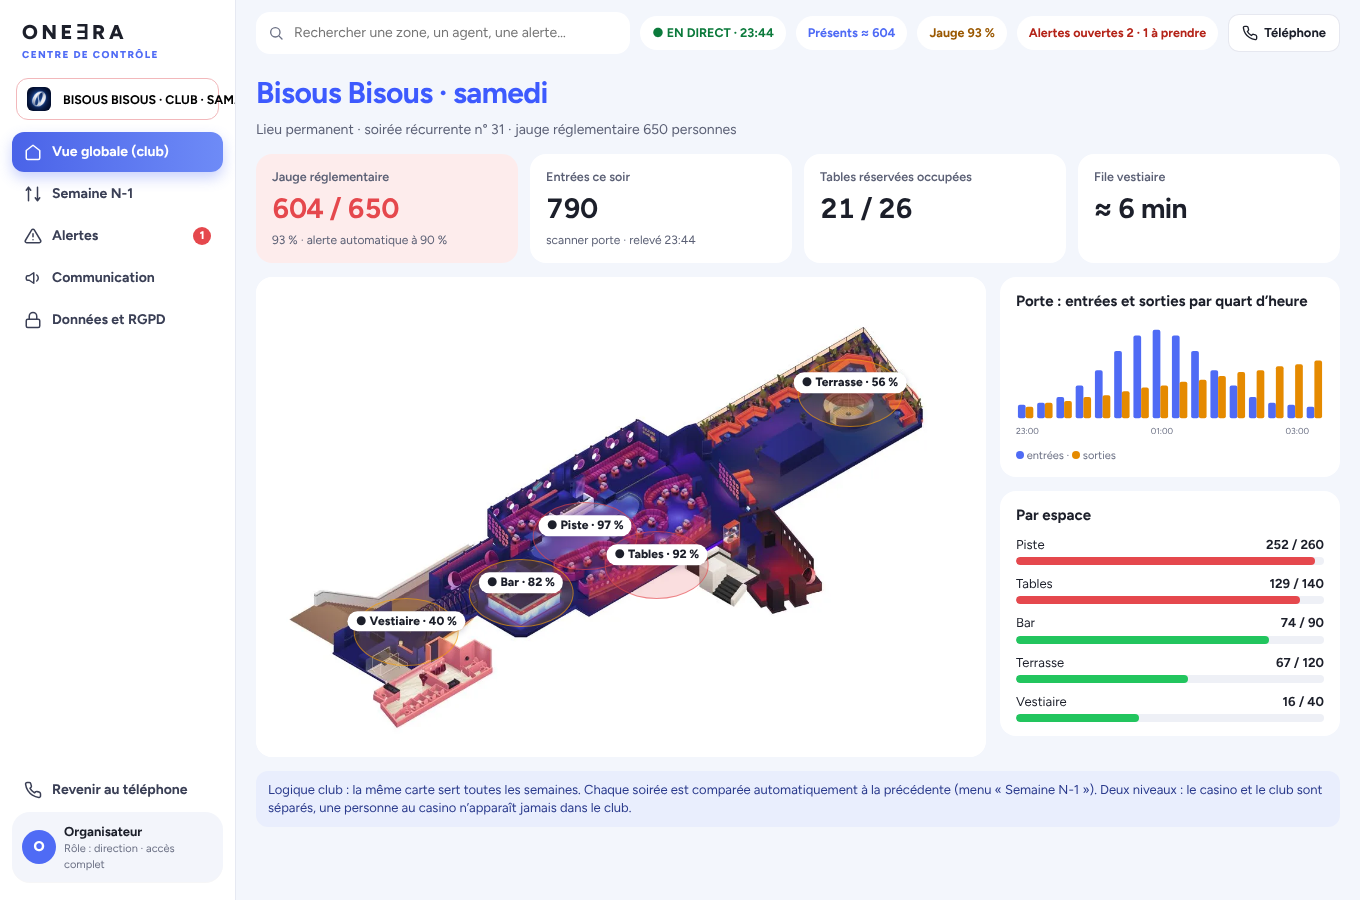 ONEƎRA
CENTRE DE CONTRÔLE
BISOUS BISOUS · CLUB · SAM.
Vue globale (club)
Semaine N-1
Alertes
1
Communication
Données et RGPD
Revenir au téléphone
O
Organisateur
Rôle : direction · accès
complet
Rechercher une zone, un agent, une alerte...
EN DIRECT · 23:44
Présents ≈ 604
Jauge 93 %
Alertes ouvertes 2 · 1 à prendre
Téléphone
Bisous Bisous · samedi
Lieu permanent · soirée récurrente n° 31 · jauge réglementaire 650 personnes
Jauge réglementaire
604 / 650
93 % · alerte automatique à 90 %
Entrées ce soir
790
scanner porte · relevé 23:44
Tables réservées occupées
21 / 26
File vestiaire
≈ 6 min
Terrasse · 56 %
Piste · 97 %
Tables · 92 %
Bar · 82 %
Vestiaire · 40 %
Porte : entrées et sorties par quart d’heure
23:00 01:00 03:00
entrées · sorties
Par espace
Piste 252 / 260
Tables 129 / 140
Bar 74 / 90
Terrasse 67 / 120
Vestiaire 16 / 40
Logique club : la même carte sert toutes les semaines. Chaque soirée est comparée automatiquement à la précédente (menu « Semaine N-1 »). Deux niveaux : le casino et le club sont
séparés, une personne au casino n’apparaît jamais dans le club.